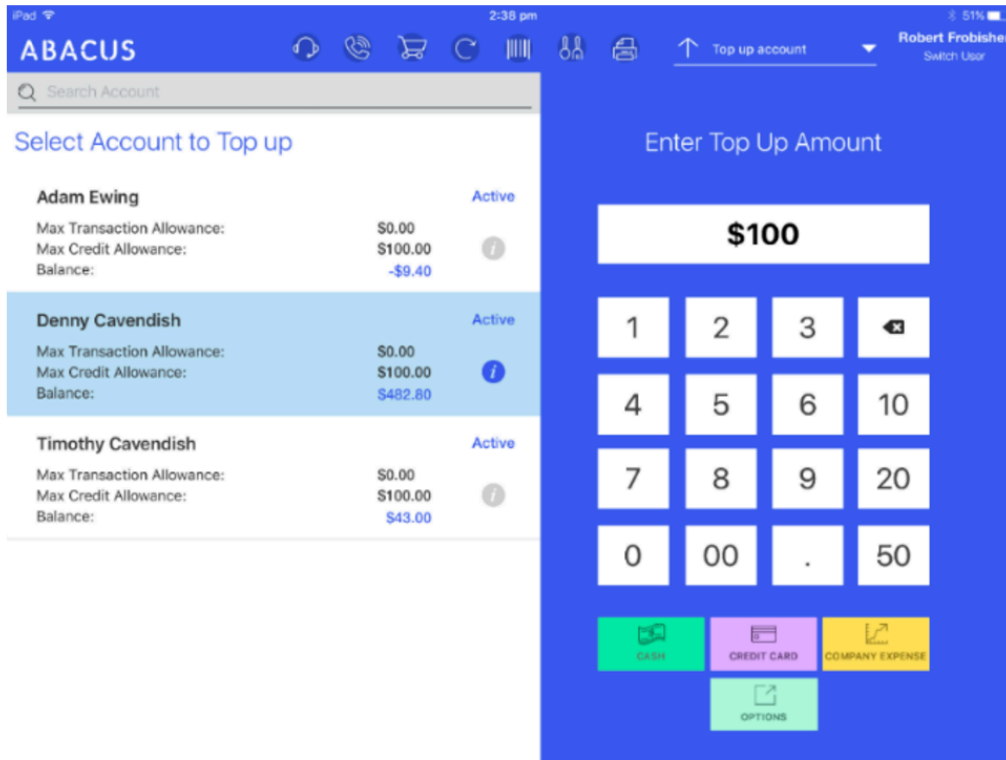 iPad 2:38 pm 51%
ABACUS
Top up account
Robert Frobisher
Switch User
Search Account
Select Account to Top up
Adam Ewing Active
Max Transaction Allowance: $0.00
Max Credit Allowance: $100.00
Balance: -$9.40
Denny Cavendish Active
Max Transaction Allowance: $0.00
Max Credit Allowance: $100.00
Balance: $482.80
Timothy Cavendish Active
Max Transaction Allowance: $0.00
Max Credit Allowance: $100.00
Balance: $43.00
Enter Top Up Amount
$100
1 2 3
4 5 6 10
7 8 9 20
0 00 . 50
CASH CREDIT CARD COMPANY EXPENSE
OPTIONS